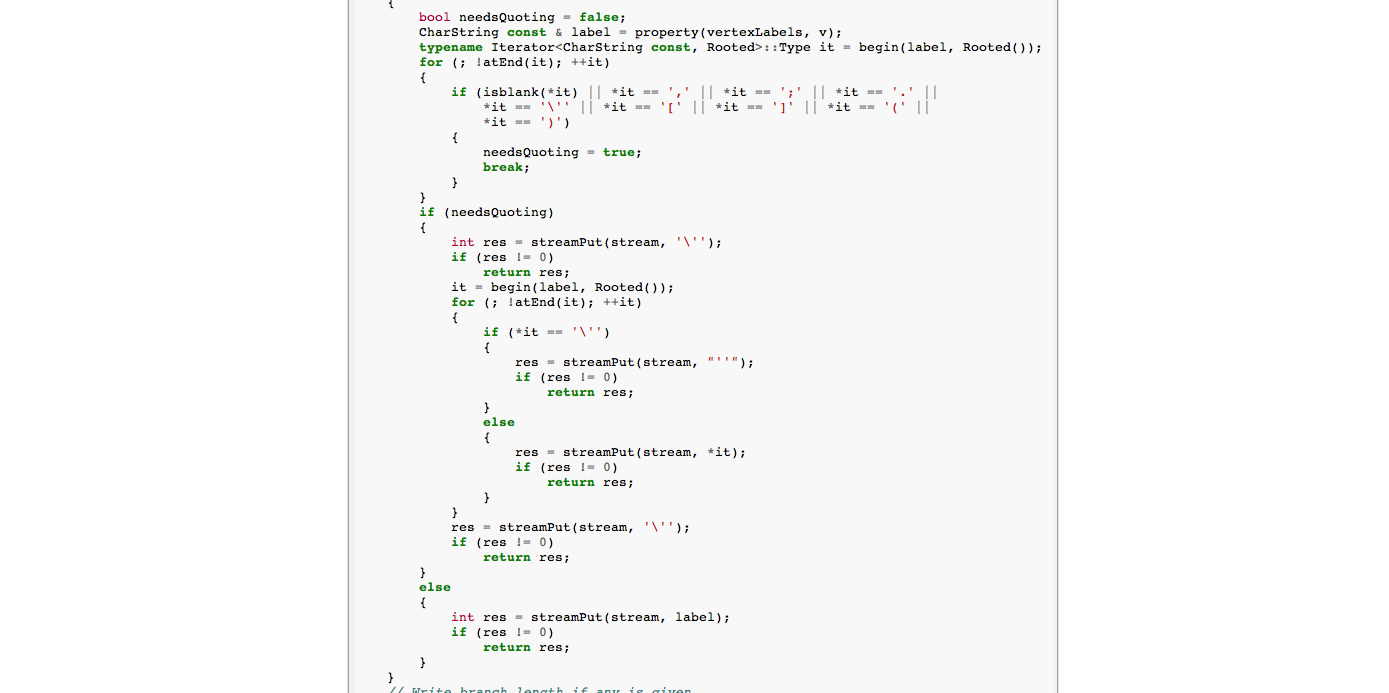 {
bool needsQuoting = false;
CharString const & label = property(vertexLabels, v);
typename Iterator<CharString const, Rooted>::Type it = begin(label, Rooted());
for (; !atEnd(it); ++it)
{
if (isblank(*it) || *it == ',' || *it == ';' || *it == '.' ||
*it == '\'' || *it == '[' || *it == ']' || *it == '(' ||
*it == ')')
{
needsQuoting = true;
break;
}
}
if (needsQuoting)
{
int res = streamPut(stream, '\'');
if (res != 0)
return res;
it = begin(label, Rooted());
for (; !atEnd(it); ++it)
{
if (*it == '\'')
{
res = streamPut(stream, "''");
if (res != 0)
return res;
}
else
{
res = streamPut(stream, *it);
if (res != 0)
return res;
}
}
res = streamPut(stream, '\'');
if (res != 0)
return res;
}
else
{
int res = streamPut(stream, label);
if (res != 0)
return res;
}
}
// Write branch length if any is given